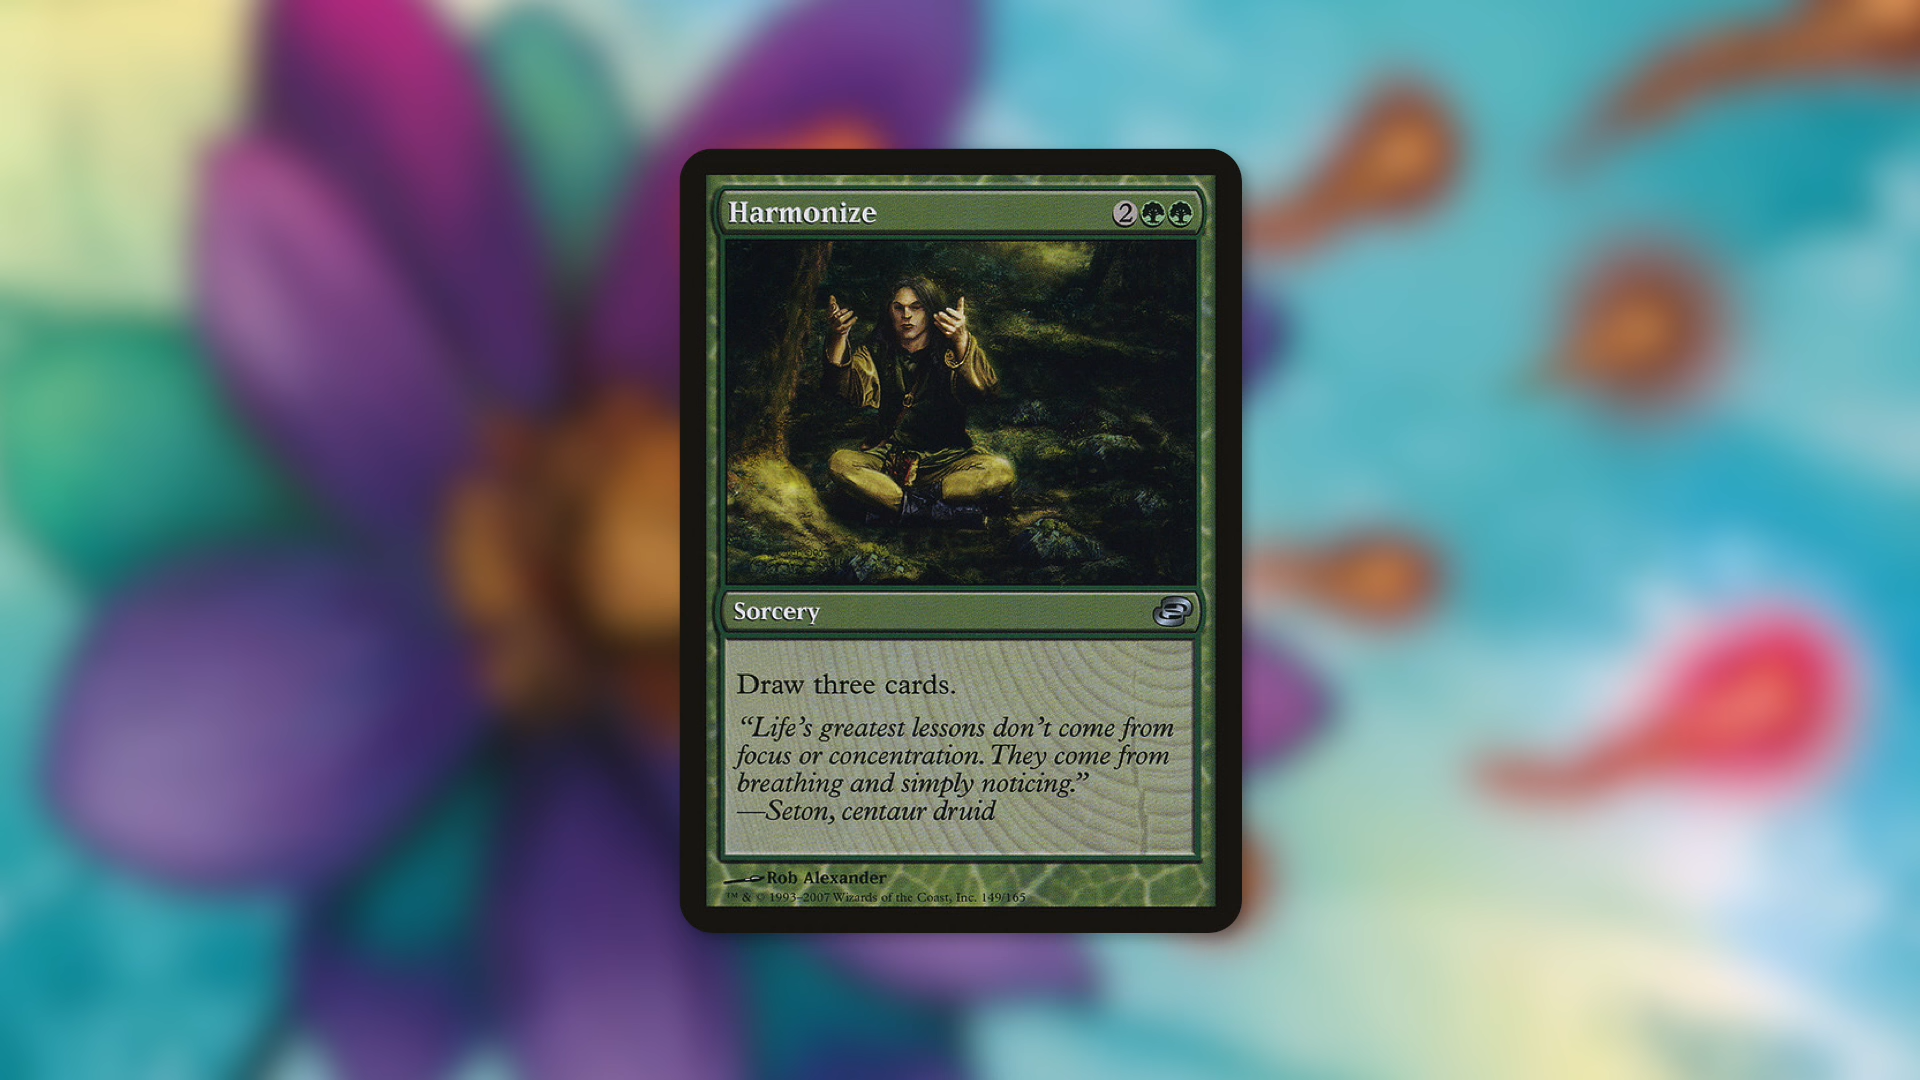 Harmonize 2
Sorcery
Draw three cards.
“Life’s greatest lessons don’t come from
focus or concentration. They come from
breathing and simply noticing.”
—Seton, centaur druid
Rob Alexander
™ & © 1993–2007 Wizards of the Coast, Inc. 149/165